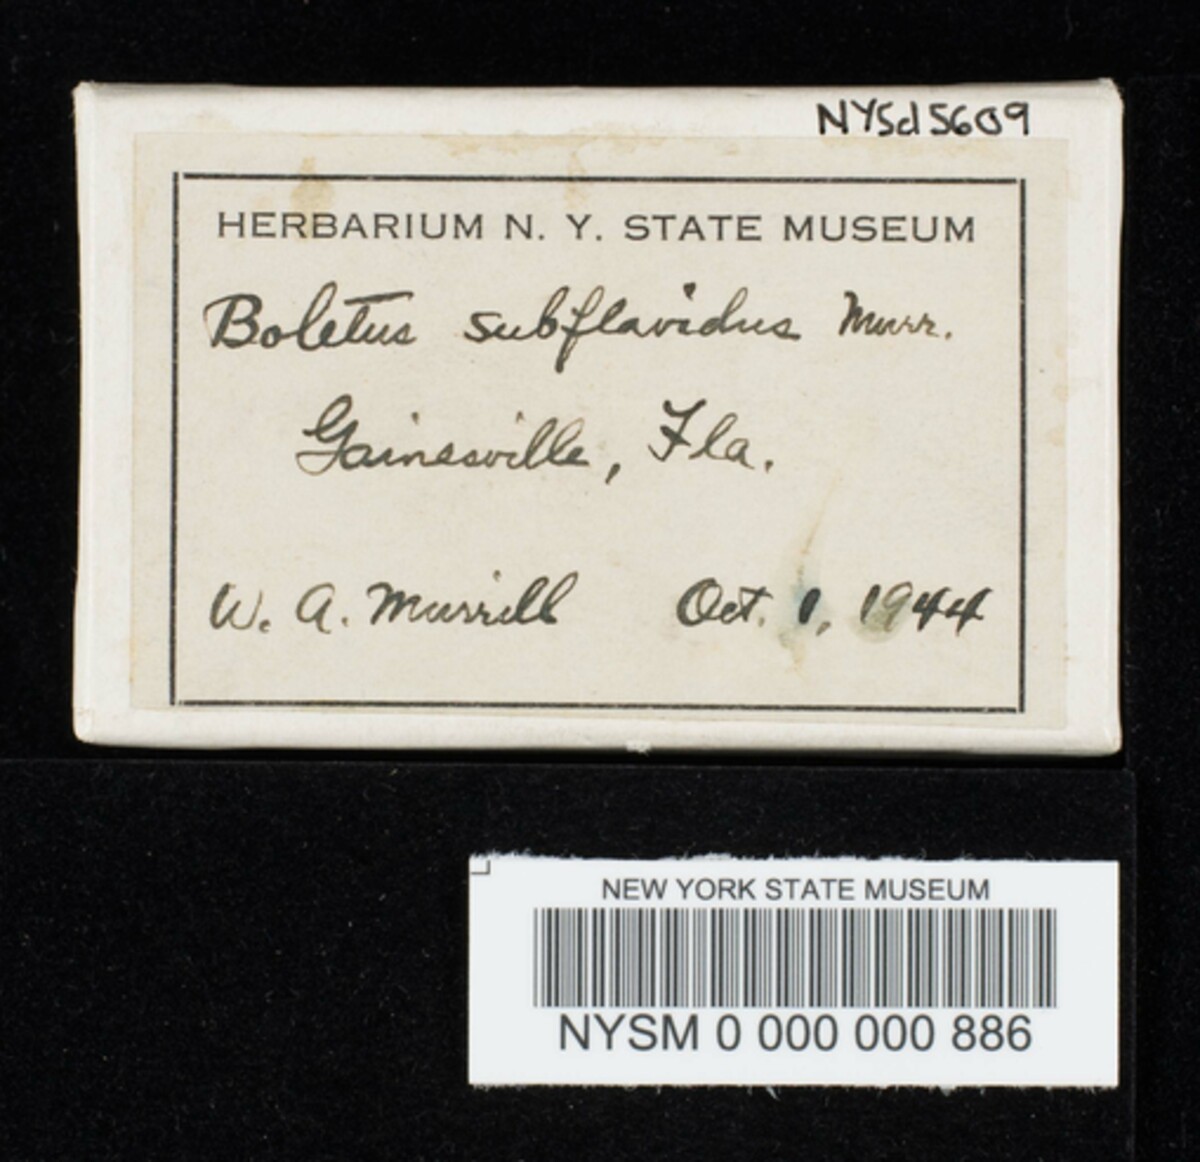 NYSd5609
HERBARIUM N. Y. STATE MUSEUM
Boletus subflavidus Murr.
Gainesville, Fla.
W. A. Murrill Oct. 1, 1944
NEW YORK STATE MUSEUM
NYSM 0 000 000 886